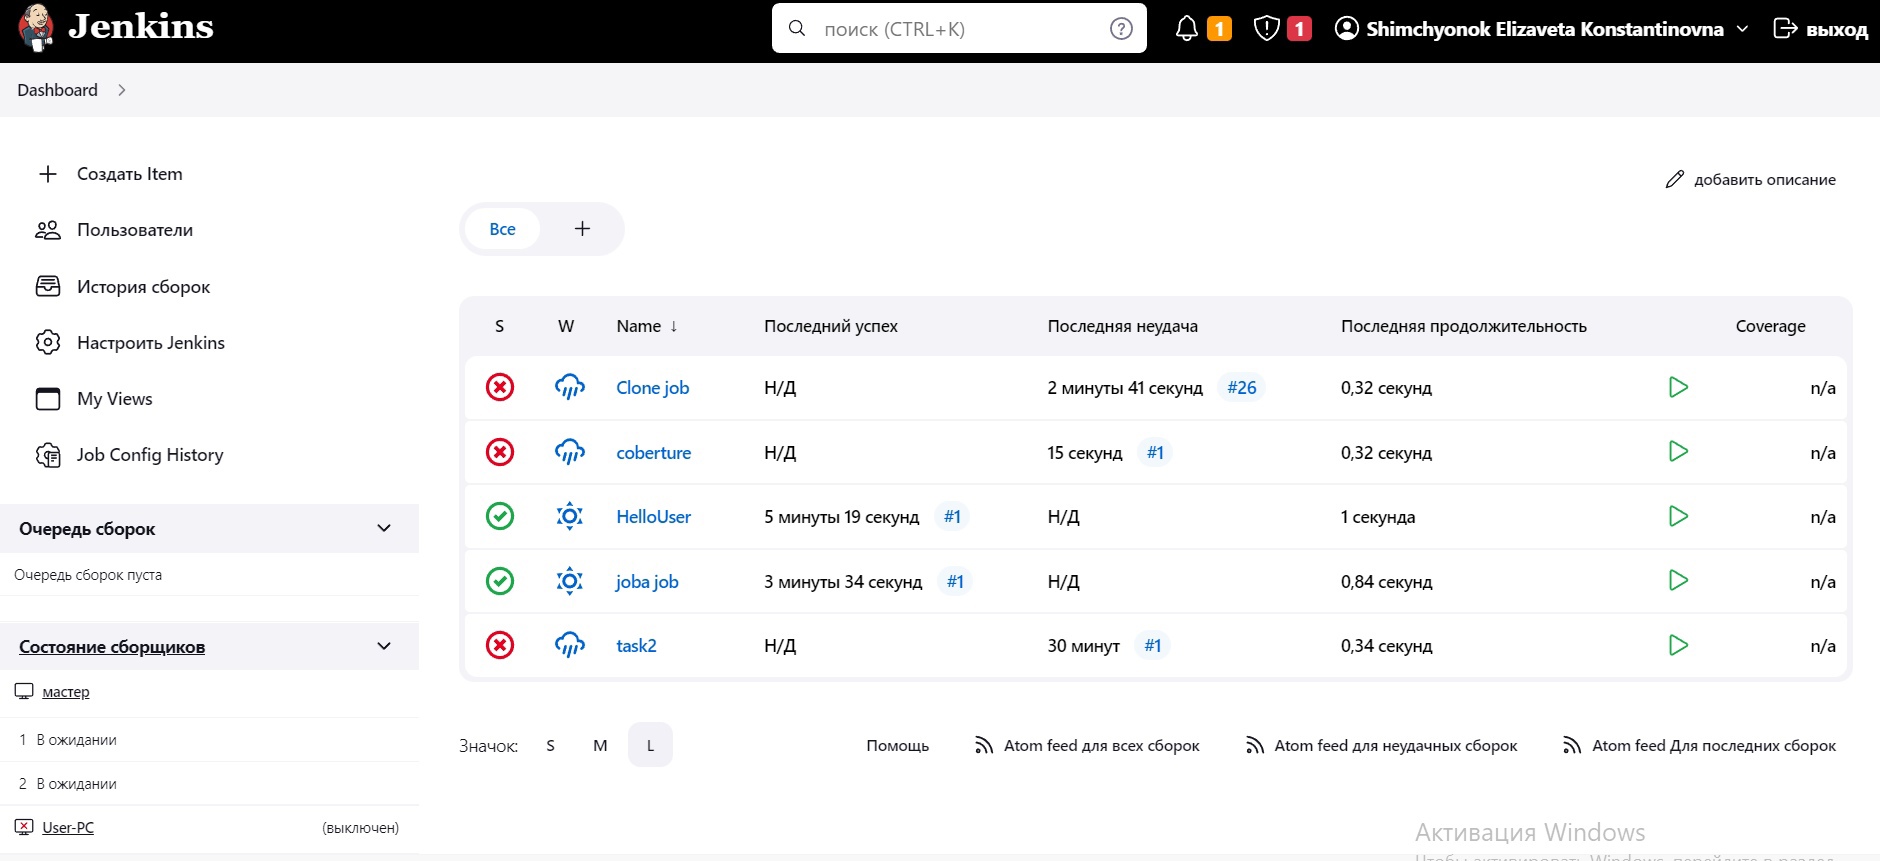 Jenkins
поиск (CTRL+K)
1
1
Shimchyonok Elizaveta Konstantinovna
выход
Dashboard
Создать Item
Пользователи
История сборок
Настроить Jenkins
My Views
Job Config History
Очередь сборок
Очередь сборок пуста
Состояние сборщиков
мастер
1 В ожидании
2 В ожидании
User-PC (выключен)
добавить описание
Все +
S W Name ↓ Последний успех Последняя неудача Последняя продолжительность Coverage
Clone job Н/Д 2 минуты 41 секунд #26 0,32 секунд n/a
coberture Н/Д 15 секунд #1 0,32 секунд n/a
HelloUser 5 минуты 19 секунд #1 Н/Д 1 секунда n/a
joba job 3 минуты 34 секунд #1 Н/Д 0,84 секунд n/a
task2 Н/Д 30 минут #1 0,34 секунд n/a
Значок: S M L Помощь Atom feed для всех сборок Atom feed для неудачных сборок Atom feed Для последних сборок
Активация Windows
Чтобы активировать Windows, перейдите в раздел